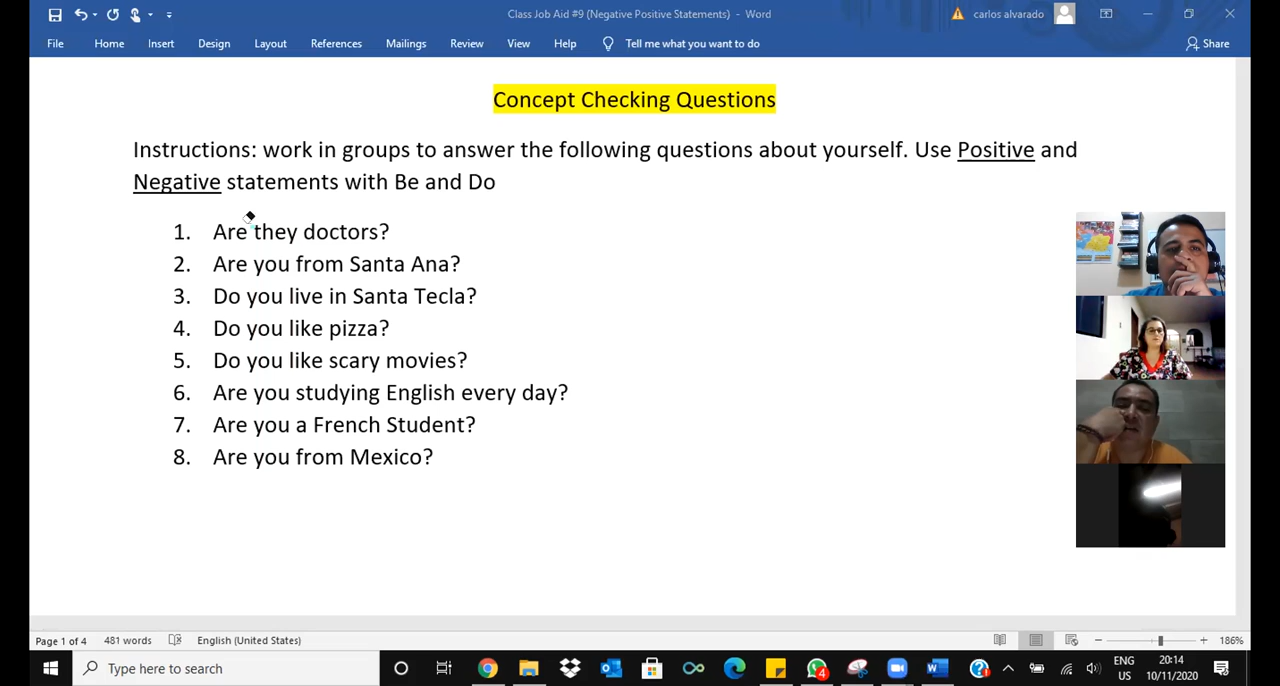 Class Job Aid #9 (Negative Positive Statements) - Word
carlos alvarado
File Home Insert Design Layout References Mailings Review View Help Tell me what you want to do Share
Concept Checking Questions
Instructions: work in groups to answer the following questions about yourself. Use Positive and
Negative statements with Be and Do
1. Are they doctors?
2. Are you from Santa Ana?
3. Do you live in Santa Tecla?
4. Do you like pizza?
5. Do you like scary movies?
6. Are you studying English every day?
7. Are you a French Student?
8. Are you from Mexico?
Page 1 of 4 481 words English (United States) 186%
Type here to search 4 ENG 20:14
US 10/11/2020